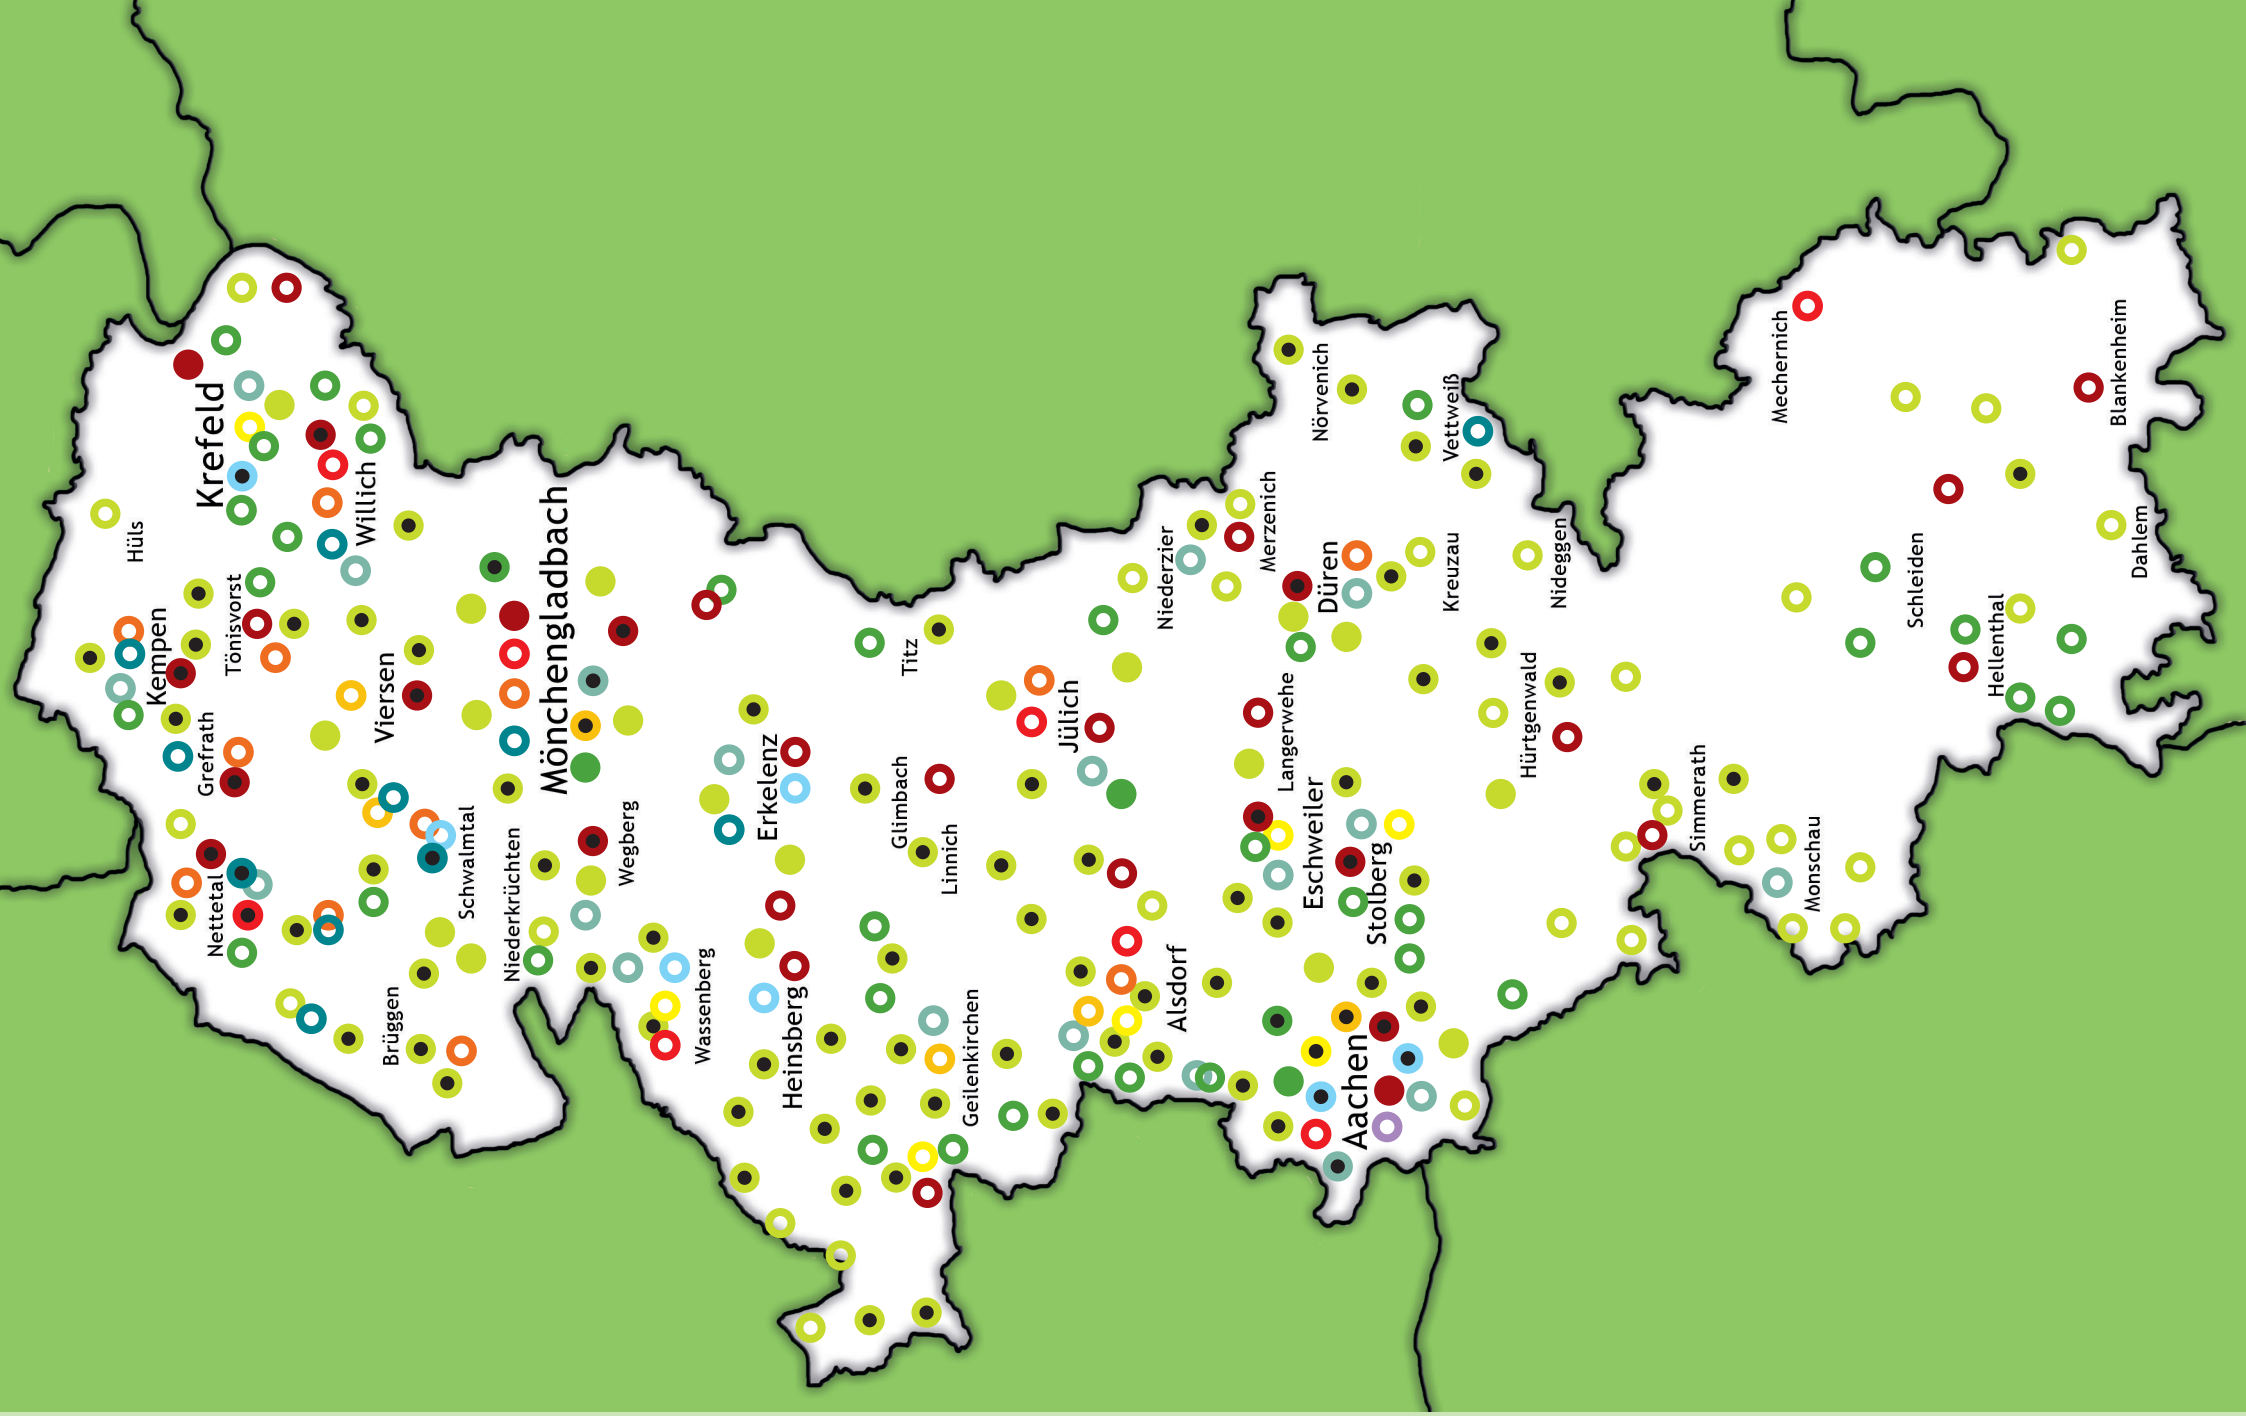 Hüls
Krefeld
Willich
Kempen
Tönisvorst
Grefrath
Viersen
Mönchengladbach
Nettetal
Schwalmtal
Niederkrüchten
Wegberg
Brüggen
Wassenberg
Erkelenz
Heinsberg
Titz
Glimbach
Linnich
Geilenkirchen
Jülich
Alsdorf
Niederzier
Merzenich
Nörvenich
Vettweiß
Düren
Kreuzau
Nideggen
Langerwehe
Eschweiler
Stolberg
Aachen
Hürtgenwald
Simmerath
Monschau
Mechernich
Schleiden
Hellenthal
Blankenheim
Dahlem